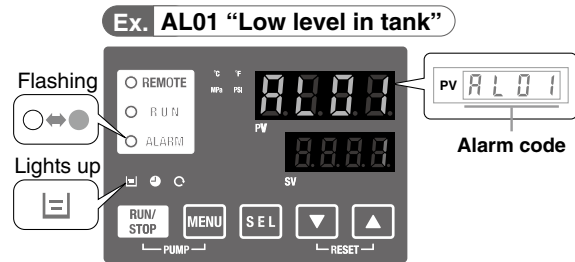 Ex. AL01 “Low level in tank”
Flashing
REMOTE
RUN
ALARM
°C °F
MPa PSI
AL01
PV
1
SV
PV AL01
Alarm code
Lights up
RUN/
STOP
MENU
SEL
PUMP
RESET